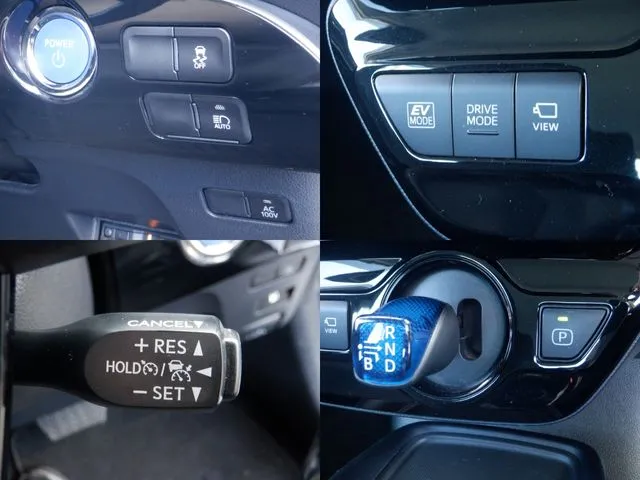 POWER
OFF
AUTO
AC
100V
EV
MODE
DRIVE
MODE
VIEW
CANCEL
+ RES
HOLD /
− SET
VIEW
R
N
B D
P